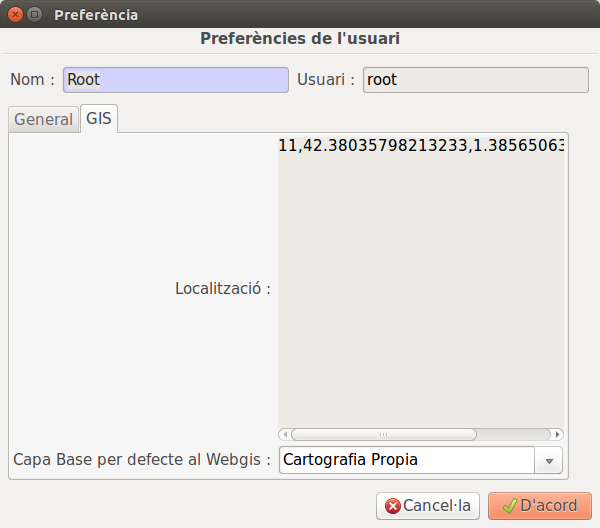 Preferència
Preferències de l'usuari
Nom : Root Usuari : root
General GIS
11,42.38035798213233,1.38565063
Localització :
Capa Base per defecte al Webgis : Cartografia Propia
Cancel·la D'acord